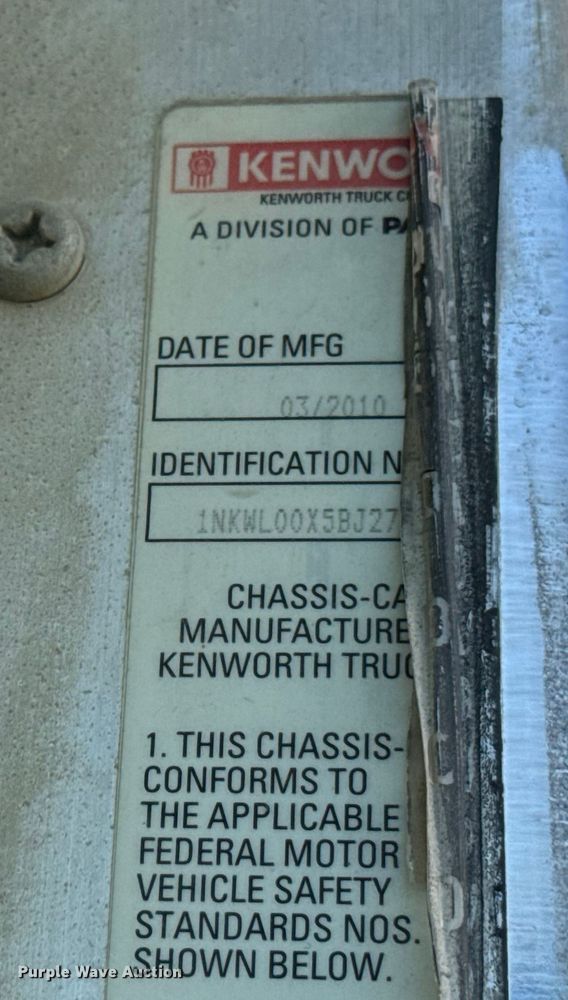 KENWO
KENWORTH TRUCK C
A DIVISION OF PA
DATE OF MFG
03/2010
IDENTIFICATION N
1NKWL00X5BJ27
CHASSIS-CA
MANUFACTURE
KENWORTH TRUC
1. THIS CHASSIS-
CONFORMS TO
THE APPLICABLE
FEDERAL MOTOR
VEHICLE SAFETY
STANDARDS NOS.
SHOWN BELOW.
Purple Wave Auction